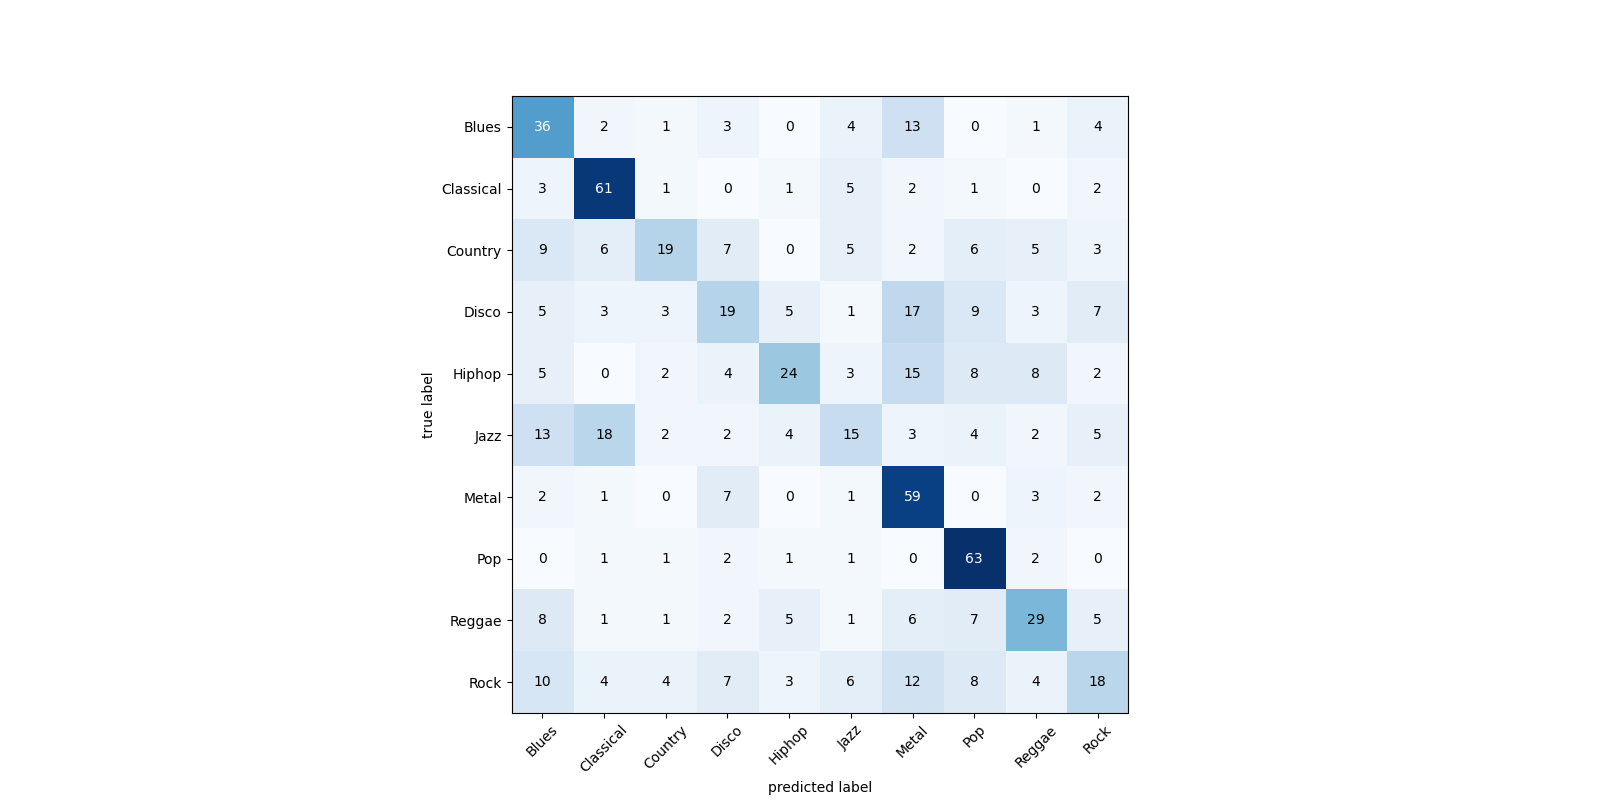 Blues 36 2 1 3 0 4 13 0 1 4
Classical 3 61 1 0 1 5 2 1 0 2
Country 9 6 19 7 0 5 2 6 5 3
Disco 5 3 3 19 5 1 17 9 3 7
Hiphop 5 0 2 4 24 3 15 8 8 2
Jazz 13 18 2 2 4 15 3 4 2 5
Metal 2 1 0 7 0 1 59 0 3 2
Pop 0 1 1 2 1 1 0 63 2 0
Reggae 8 1 1 2 5 1 6 7 29 5
Rock 10 4 4 7 3 6 12 8 4 18
true label
Blues Classical Country Disco Hiphop Jazz Metal Pop Reggae Rock
predicted label